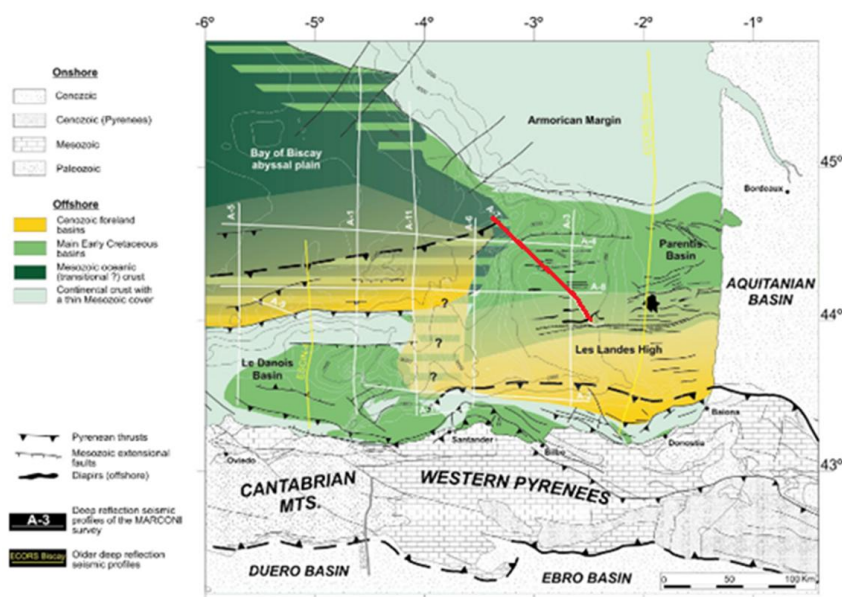 -6°
-5°
-4°
-3°
-2°
-1°
Onshore
Cenozoic
Cenozoic (Pyrenees)
Mesozoic
Paleozoic
Offshore
Cenozoic foreland
basins
Main Early Cretaceous
basins
Mesozoic oceanic
(transitional ?) crust
Continental crust with
a thin Mesozoic cover
Pyrenean thrusts
Mesozoic extensional
faults
Diapirs (offshore)
A-3
Deep reflection seismic
profiles of the MARCONI
survey
ECORS Biscay
Older deep reflection
seismic profiles
Armorican Margin
Bay of Biscay
abyssal plain
45°
Bordeaux
A-5
A-1
A-11
A-6
A-3
A-4
Parentis
Basin
AQUITANIAN
BASIN
A-8
A-3
?
44°
?
Les Landes High
Le Danois
Basin
?
ESCIN
A-7
A-7
Baiona
Santander
Donostia
Bilbo
Oviedo
43°
CANTABRIAN
MTS.
WESTERN PYRENEES
DUERO BASIN
EBRO BASIN
0 50 100 Km